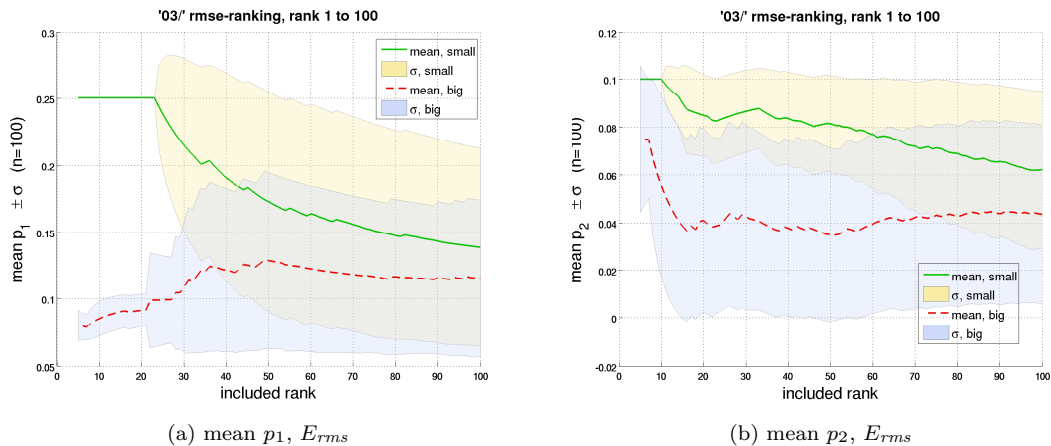 '03/' rmse-ranking, rank 1 to 100
0.3
0.25
0.2
0.15
0.1
0.05
mean p₁ ± σ (n=100)
mean, small
σ, small
mean, big
σ, big
0 10 20 30 40 50 60 70 80 90 100
included rank
(a) mean p₁, E_rms
'03/' rmse-ranking, rank 1 to 100
0.12
0.1
0.08
0.06
0.04
0.02
0
-0.02
mean p₂ ± σ (n=100)
mean, small
σ, small
mean, big
σ, big
0 10 20 30 40 50 60 70 80 90 100
included rank
(b) mean p₂, E_rms